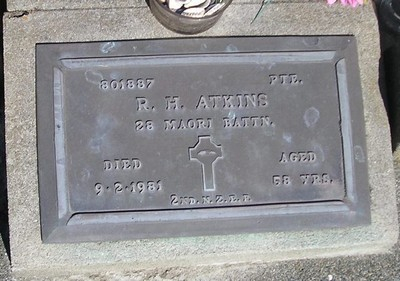 801887 PTE.
R. H. ATKINS
28 MAORI BATTN.
DIED AGED
9·2·1981 58 YRS.
2ND. N.Z.E.F.